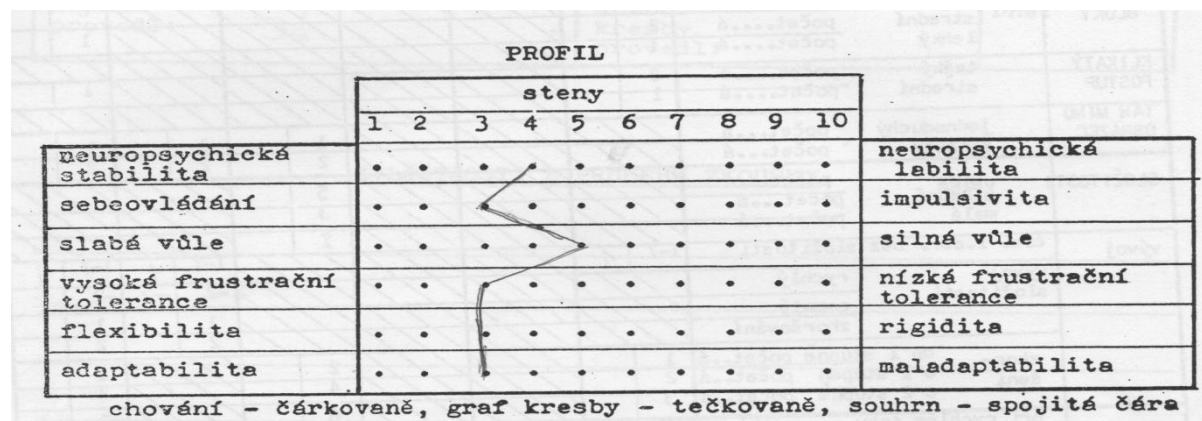 PROFIL
steny
1 2 3 4 5 6 7 8 9 10
neuropsychická stabilita
neuropsychická labilita
sebeovládání
impulsivita
slabá vůle
silná vůle
vysoká frustrační tolerance
nízká frustrační tolerance
flexibilita
rigidita
adaptabilita
maladaptabilita
chování - čárkovaně, graf kresby - tečkovaně, souhrn - spojitá čára